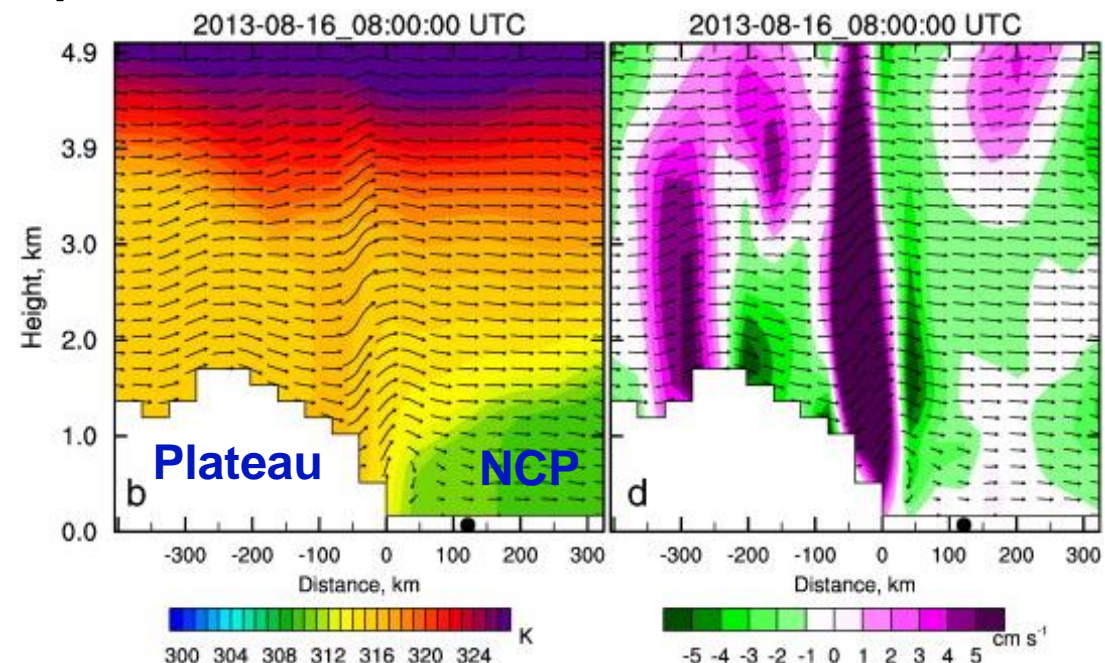 2013-08-16_08:00:00 UTC
2013-08-16_08:00:00 UTC
Height, km
4.9
3.9
3.0
2.0
1.0
0.0
Plateau
NCP
b
d
-300 -200 -100 0 100 200 300
-300 -200 -100 0 100 200 300
Distance, km
Distance, km
K
300 304 308 312 316 320 324
cm s⁻¹
-5 -4 -3 -2 -1 0 1 2 3 4 5